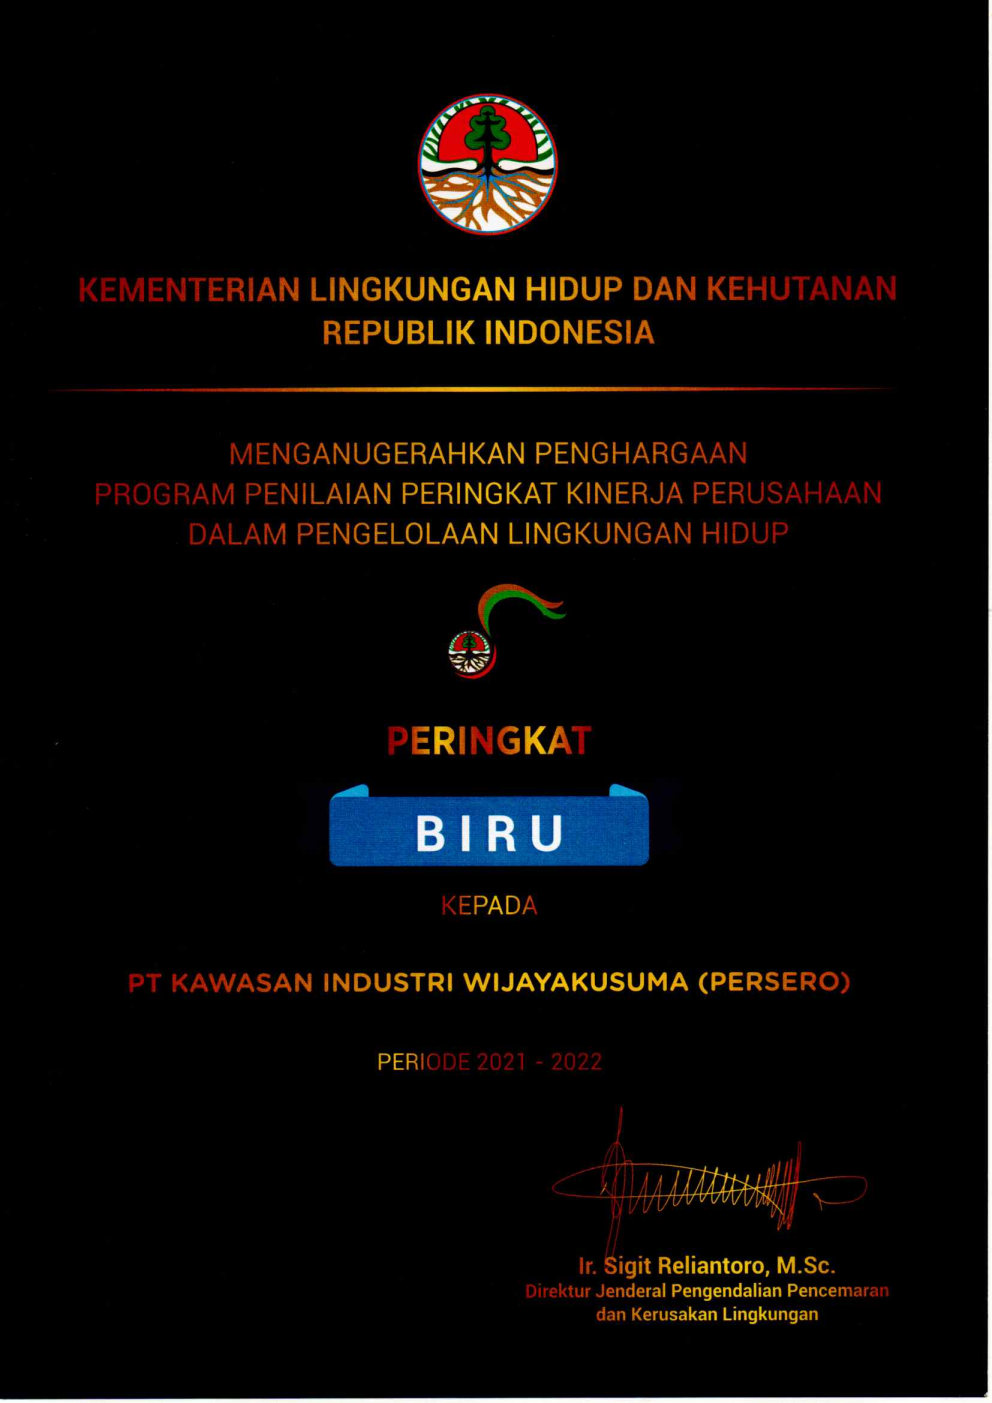 KEMENTERIAN LINGKUNGAN HIDUP DAN KEHUTANAN
REPUBLIK INDONESIA
MENGANUGERAHKAN PENGHARGAAN
PROGRAM PENILAIAN PERINGKAT KINERJA PERUSAHAAN
DALAM PENGELOLAAN LINGKUNGAN HIDUP
PERINGKAT
BIRU
KEPADA
PT KAWASAN INDUSTRI WIJAYAKUSUMA (PERSERO)
PERIODE 2021 - 2022
Ir. Sigit Reliantoro, M.Sc.
Direktur Jenderal Pengendalian Pencemaran
dan Kerusakan Lingkungan